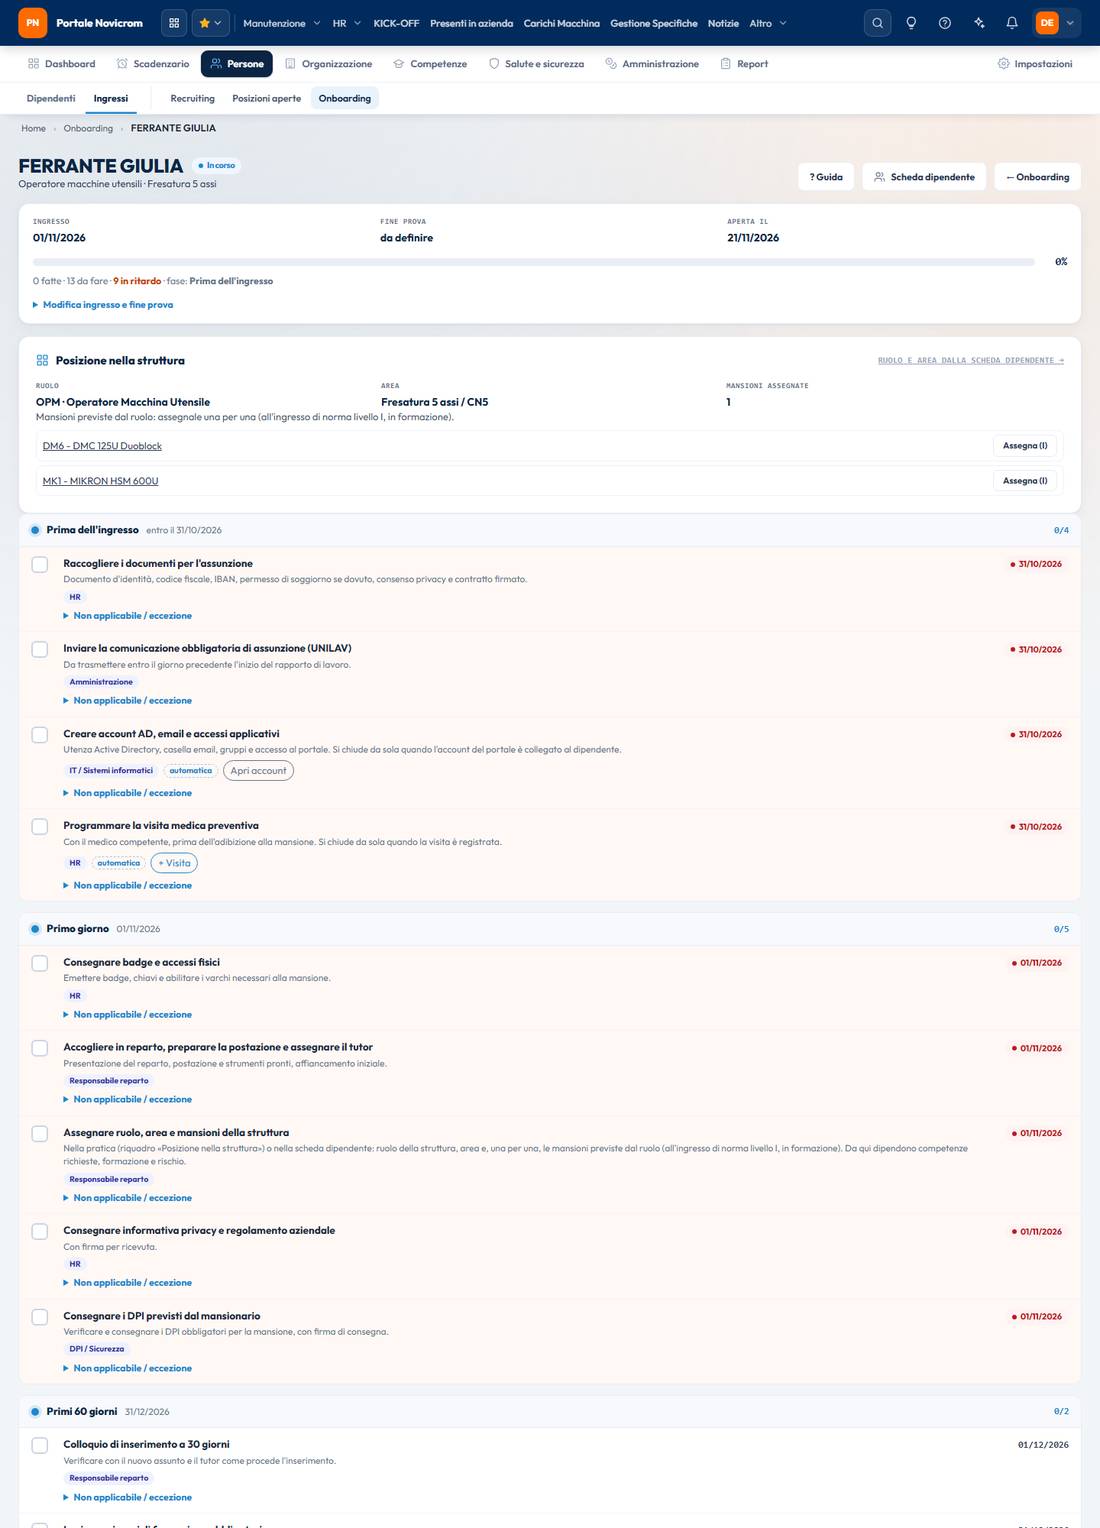 PN Portale Novicrom Manutenzione HR KICK-OFF Presenti in azienda Carichi Macchina Gestione Specifiche Notizie Altro DE
Dashboard Scadenzario Persone Organizzazione Competenze Salute e sicurezza Amministrazione Report Impostazioni
Dipendenti Ingressi Recruiting Posizioni aperte Onboarding
Home › Onboarding › FERRANTE GIULIA
FERRANTE GIULIA In corso
Operatore macchine utensili · Fresatura 5 assi
? Guida Scheda dipendente ← Onboarding
INGRESSO FINE PROVA APERTA IL
01/11/2026 da definire 21/11/2026
0%
0 fatte · 13 da fare · 9 in ritardo · fase: Prima dell'ingresso
▶ Modifica ingresso e fine prova
Posizione nella struttura RUOLO E AREA DALLA SCHEDA DIPENDENTE →
RUOLO AREA MANSIONI ASSEGNATE
OPM · Operatore Macchina Utensile Fresatura 5 assi / CN5 1
Mansioni previste dal ruolo: assegnale una per una (all'ingresso di norma livello I, in formazione).
DM6 - DMC 125U Duoblock Assegna (I)
MK1 - MIKRON HSM 600U Assegna (I)
Prima dell'ingresso entro il 31/10/2026 0/4
Raccogliere i documenti per l'assunzione 31/10/2026
Documento d'identità, codice fiscale, IBAN, permesso di soggiorno se dovuto, consenso privacy e contratto firmato.
HR
▶ Non applicabile / eccezione
Inviare la comunicazione obbligatoria di assunzione (UNILAV) 31/10/2026
Da trasmettere entro il giorno precedente l'inizio del rapporto di lavoro.
Amministrazione
▶ Non applicabile / eccezione
Creare account AD, email e accessi applicativi 31/10/2026
Utenza Active Directory, casella email, gruppi e accesso al portale. Si chiude da sola quando l'account del portale è collegato al dipendente.
IT / Sistemi informatici automatica Apri account
▶ Non applicabile / eccezione
Programmare la visita medica preventiva 31/10/2026
Con il medico competente, prima dell'adibizione alla mansione. Si chiude da sola quando la visita è registrata.
HR automatica + Visita
▶ Non applicabile / eccezione
Primo giorno 01/11/2026 0/5
Consegnare badge e accessi fisici 01/11/2026
Emettere badge, chiavi e abilitare i varchi necessari alla mansione.
HR
▶ Non applicabile / eccezione
Accogliere in reparto, preparare la postazione e assegnare il tutor 01/11/2026
Presentazione del reparto, postazione e strumenti pronti, affiancamento iniziale.
Responsabile reparto
▶ Non applicabile / eccezione
Assegnare ruolo, area e mansioni della struttura 01/11/2026
Nella pratica (riquadro «Posizione nella struttura») o nella scheda dipendente: ruolo della struttura, area e, una per una, le mansioni previste dal ruolo (all'ingresso di norma livello I, in formazione). Da qui dipendono competenze
richieste, formazione e rischio.
Responsabile reparto
▶ Non applicabile / eccezione
Consegnare informativa privacy e regolamento aziendale 01/11/2026
Con firma per ricevuta.
HR
▶ Non applicabile / eccezione
Consegnare i DPI previsti dal mansionario 01/11/2026
Verificare e consegnare i DPI obbligatori per la mansione, con firma di consegna.
DPI / Sicurezza
▶ Non applicabile / eccezione
Primi 60 giorni 31/12/2026 0/2
Colloquio di inserimento a 30 giorni 01/12/2026
Verificare con il nuovo assunto e il tutor come procede l'inserimento.
Responsabile reparto
▶ Non applicabile / eccezione